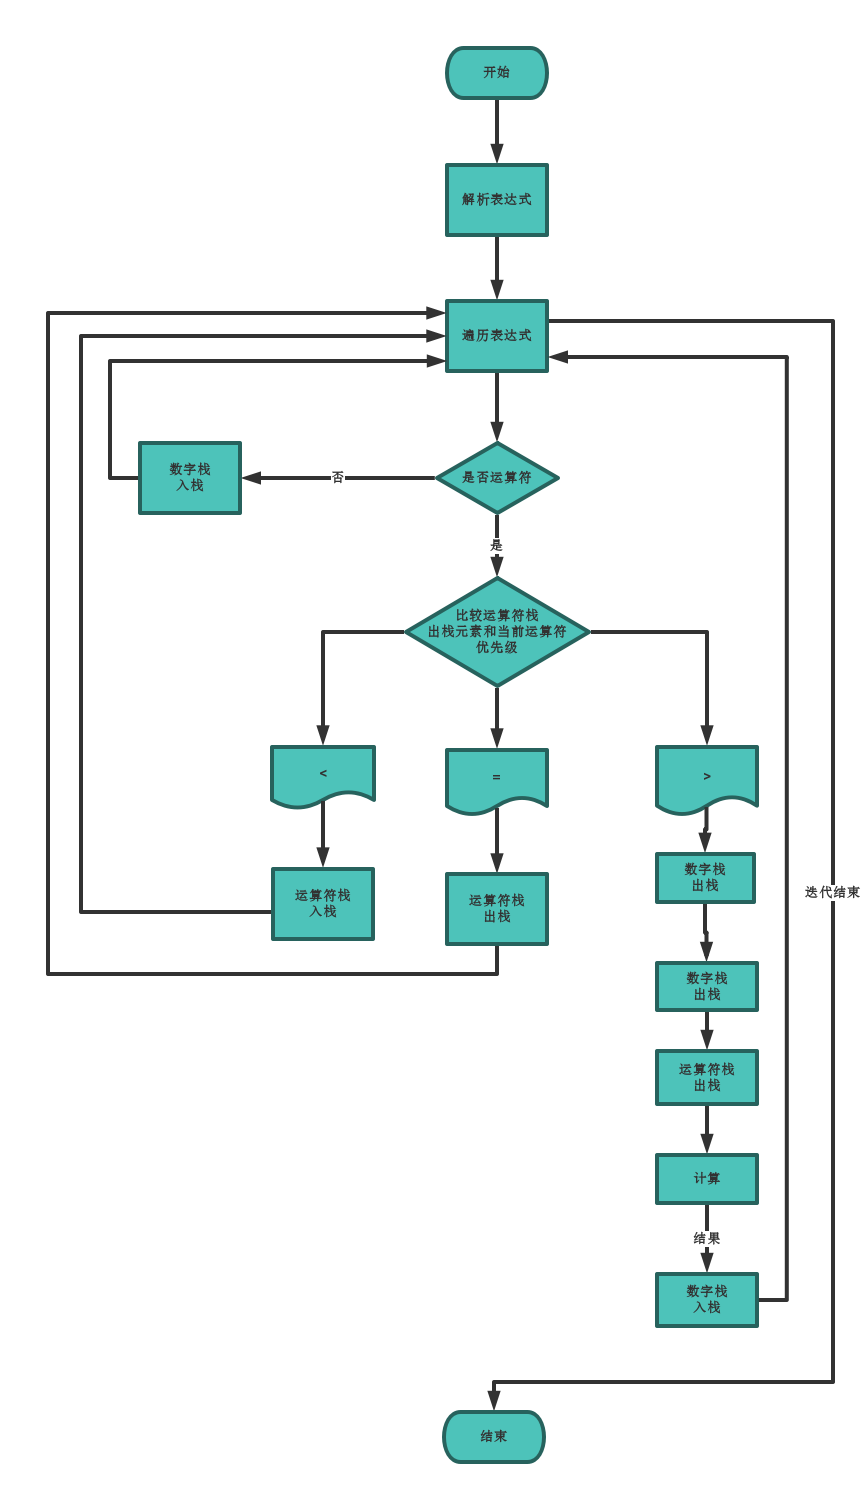 开始
解析表达式
遍历表达式
是否运算符
否
数字栈
入栈
是
比较运算符栈
出栈元素和当前运算符
优先级
<
=
>
运算符栈
入栈
运算符栈
出栈
数字栈
出栈
迭代结束
数字栈
出栈
运算符栈
出栈
计算
结果
数字栈
入栈
结束